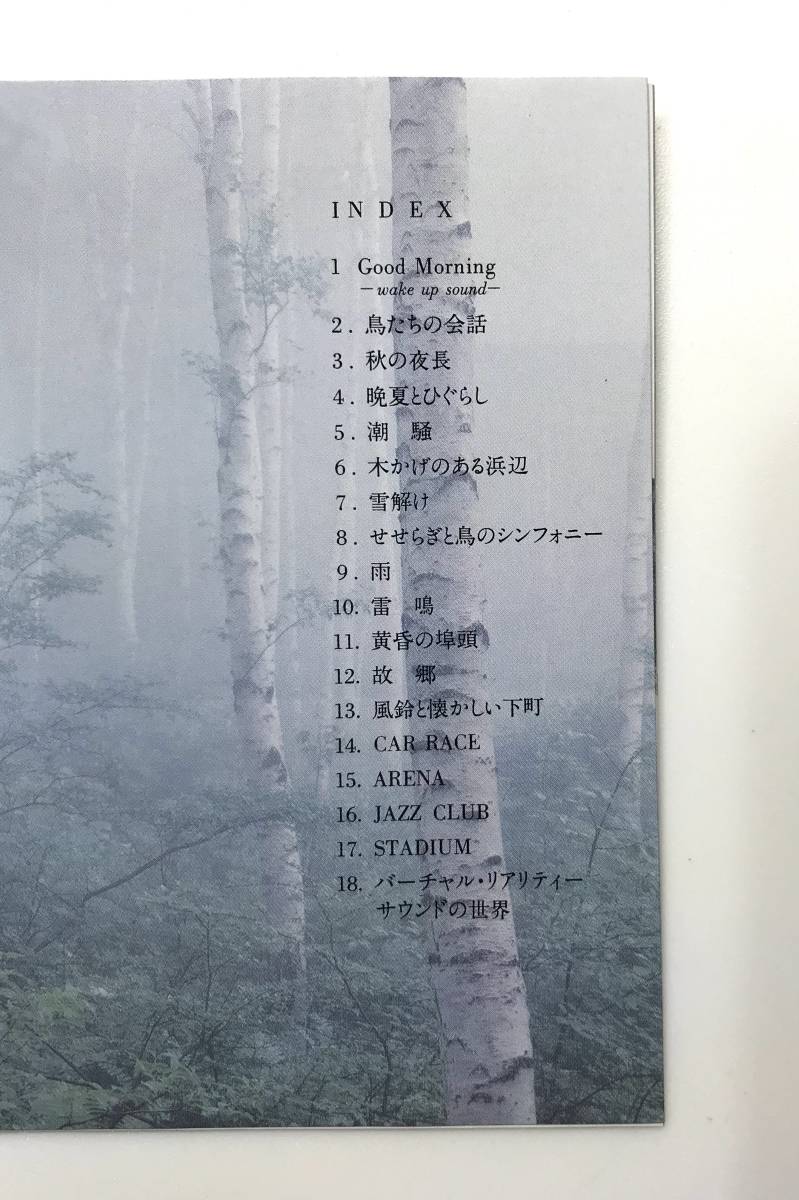 INDEX
1 Good Morning
—wake up sound—
2. 鳥たちの会話
3. 秋の夜長
4. 晩夏とひぐらし
5. 潮　騒
6. 木かげのある浜辺
7. 雪解け
8. せせらぎと鳥のシンフォニー
9. 雨
10. 雷　鳴
11. 黄昏の埠頭
12. 故　郷
13. 風鈴と懐かしい下町
14. CAR RACE
15. ARENA
16. JAZZ CLUB
17. STADIUM
18. バーチャル・リアリティー
サウンドの世界